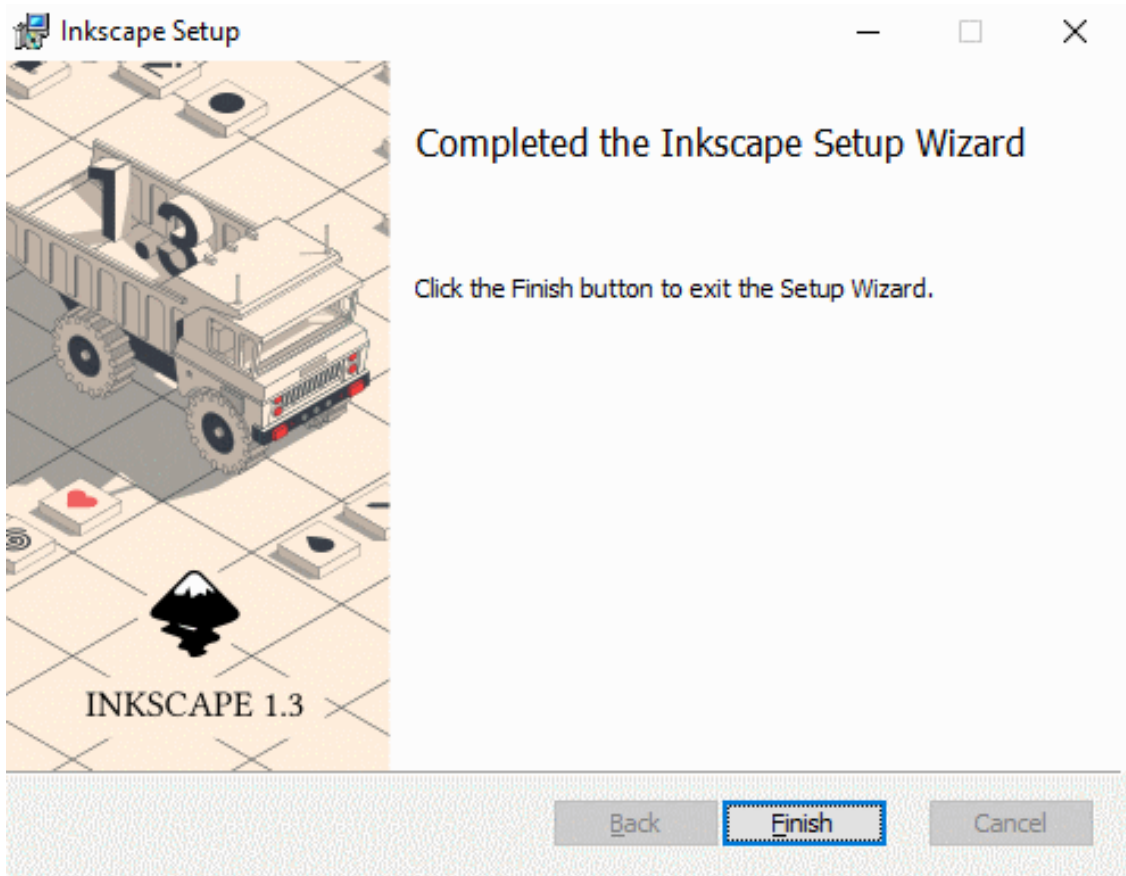 Inkscape Setup
1.3
Completed the Inkscape Setup Wizard
Click the Finish button to exit the Setup Wizard.
INKSCAPE 1.3
Back
Finish
Cancel